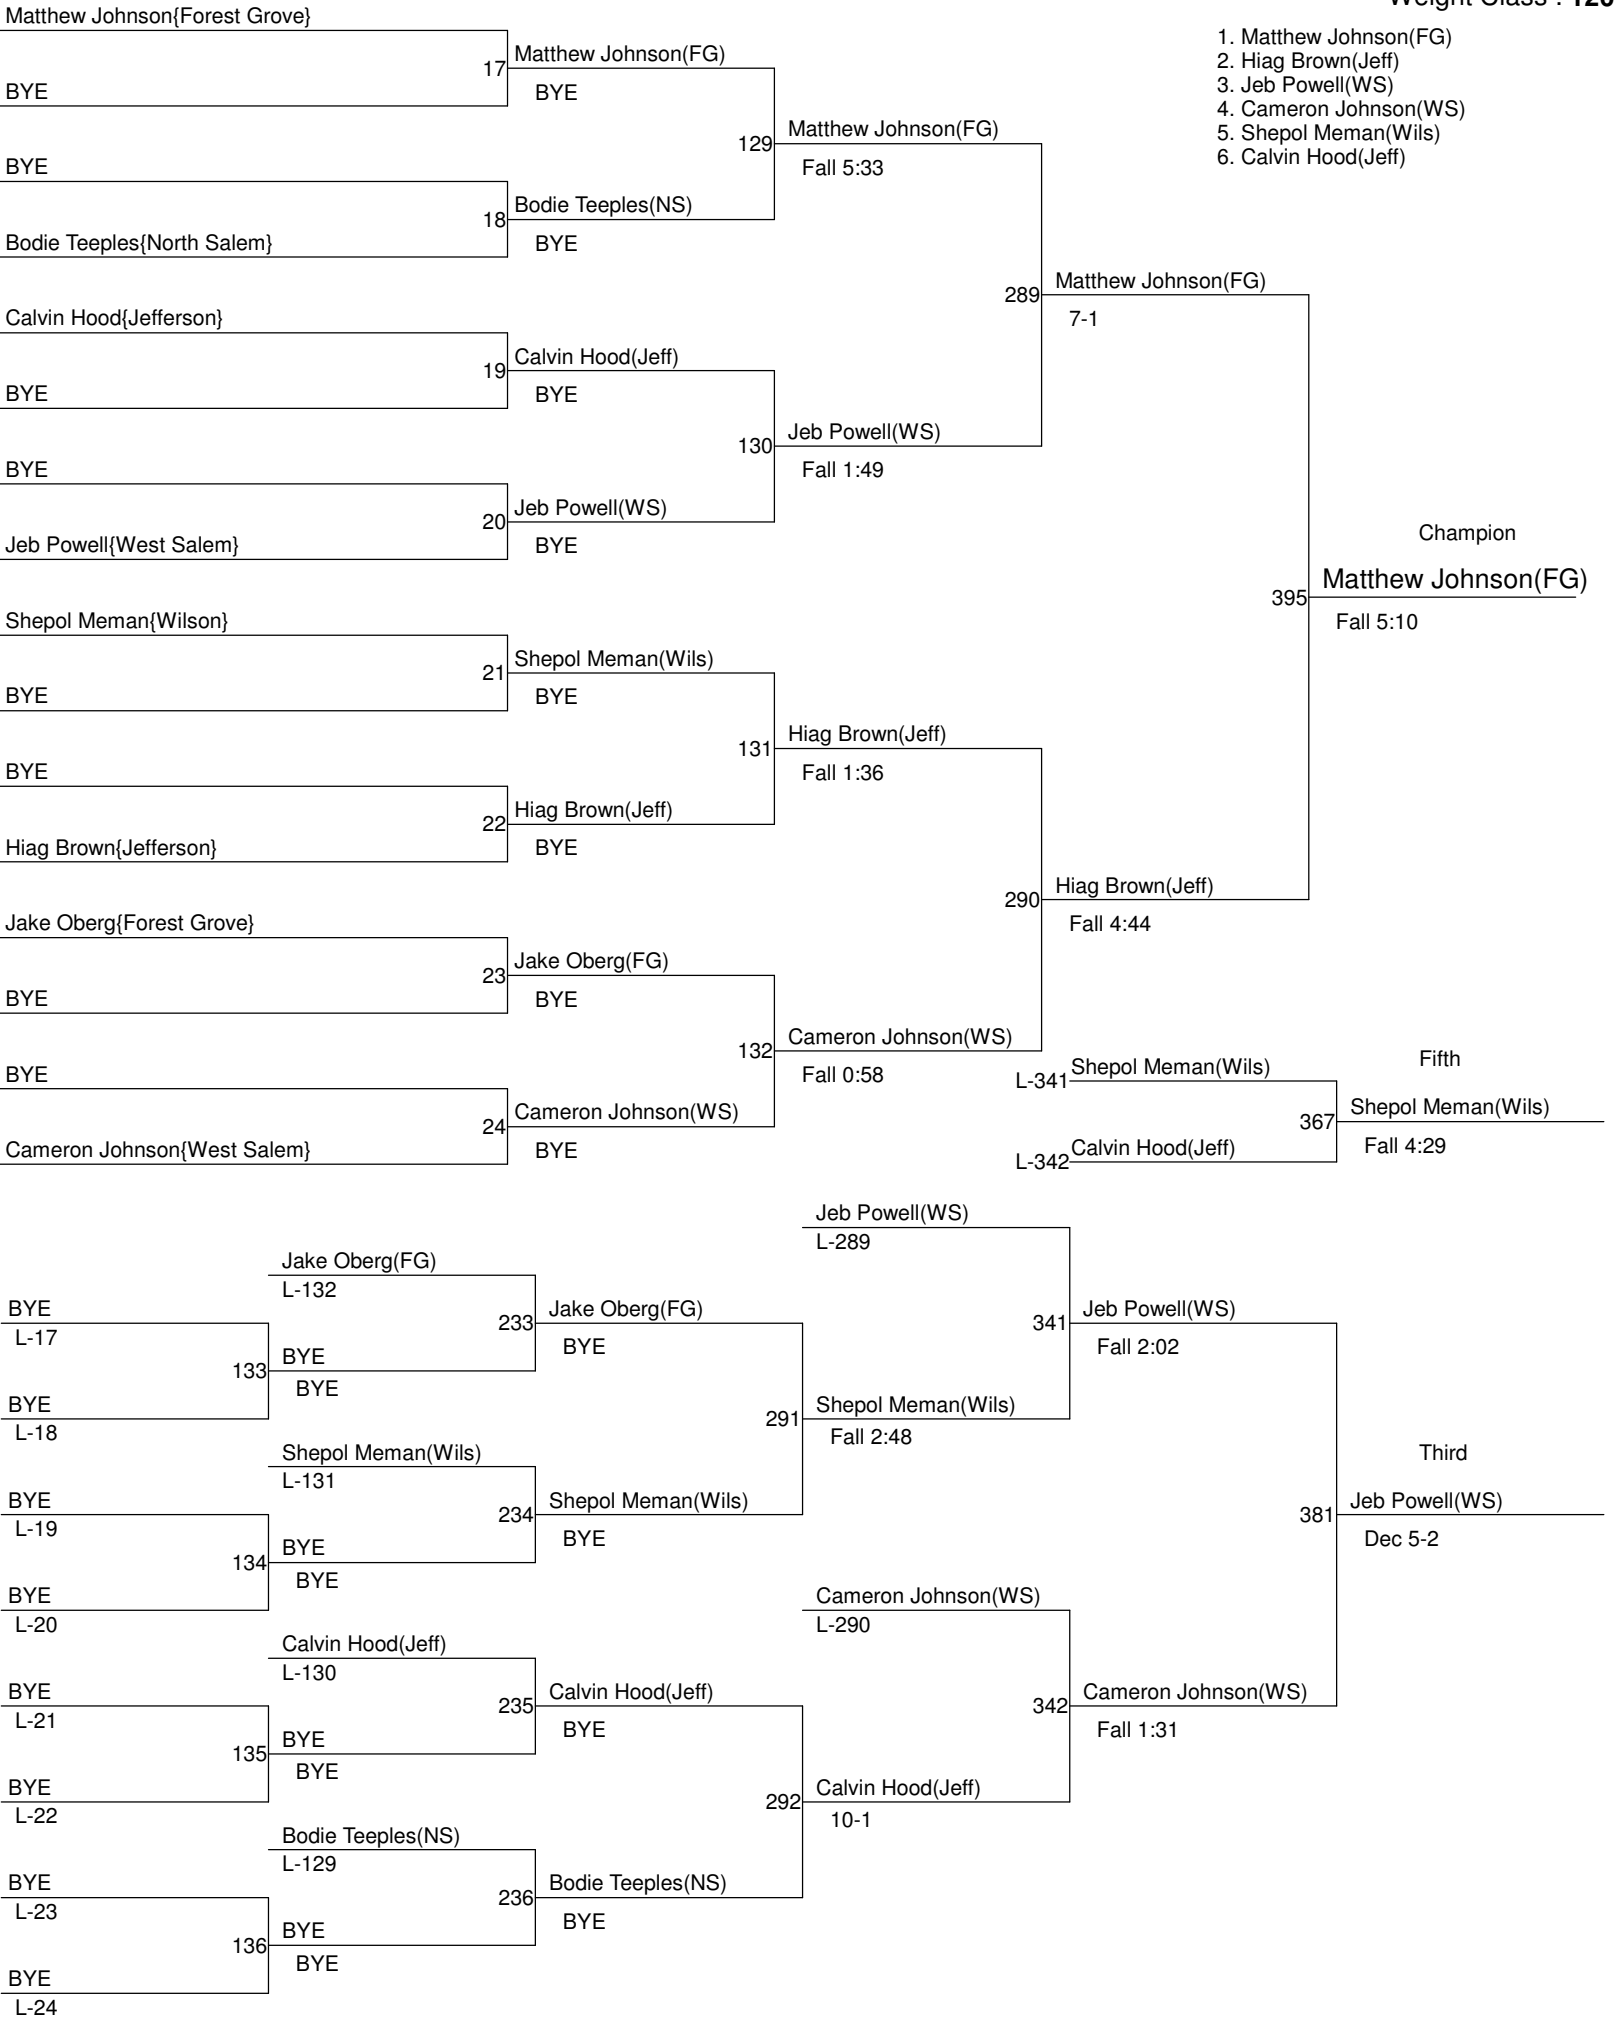 Weight Class :
Matthew Johnson{Forest Grove}
1. Matthew Johnson(FG)
2. Hiag Brown(Jeff)
3. Jeb Powell(WS)
4. Cameron Johnson(WS)
5. Shepol Meman(Wils)
6. Calvin Hood(Jeff)
17
Matthew Johnson(FG)
BYE
BYE
129
Matthew Johnson(FG)
Fall 5:33
BYE
18
Bodie Teeples(NS)
BYE
Bodie Teeples{North Salem}
289
Matthew Johnson(FG)
7-1
Calvin Hood{Jefferson}
19
Calvin Hood(Jeff)
BYE
BYE
130
Jeb Powell(WS)
Fall 1:49
BYE
20
Jeb Powell(WS)
BYE
Jeb Powell{West Salem}
Champion
395
Matthew Johnson(FG)
Fall 5:10
Shepol Meman{Wilson}
21
Shepol Meman(Wils)
BYE
BYE
131
Hiag Brown(Jeff)
Fall 1:36
BYE
22
Hiag Brown(Jeff)
BYE
Hiag Brown{Jefferson}
290
Hiag Brown(Jeff)
Fall 4:44
Jake Oberg{Forest Grove}
23
Jake Oberg(FG)
BYE
BYE
132
Cameron Johnson(WS)
Fall 0:58
BYE
24
Cameron Johnson(WS)
BYE
Cameron Johnson{West Salem}
Fifth
L-341
Shepol Meman(Wils)
367
Shepol Meman(Wils)
Fall 4:29
L-342
Calvin Hood(Jeff)
Jeb Powell(WS)
L-289
Jake Oberg(FG)
L-132
BYE
L-17
233
Jake Oberg(FG)
BYE
341
Jeb Powell(WS)
Fall 2:02
133
BYE
BYE
BYE
L-18
291
Shepol Meman(Wils)
Fall 2:48
Shepol Meman(Wils)
L-131
Third
BYE
L-19
234
Shepol Meman(Wils)
BYE
381
Jeb Powell(WS)
Dec 5-2
134
BYE
BYE
BYE
L-20
Cameron Johnson(WS)
L-290
Calvin Hood(Jeff)
L-130
BYE
L-21
235
Calvin Hood(Jeff)
BYE
342
Cameron Johnson(WS)
Fall 1:31
135
BYE
BYE
BYE
L-22
292
Calvin Hood(Jeff)
10-1
Bodie Teeples(NS)
L-129
BYE
L-23
236
Bodie Teeples(NS)
BYE
136
BYE
BYE
BYE
L-24